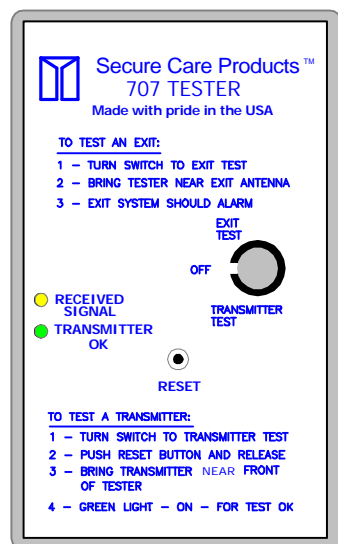 Secure Care Products ™
707 TESTER
Made with pride in the USA
TO TEST AN EXIT:
1 – TURN SWITCH TO EXIT TEST
2 – BRING TESTER NEAR EXIT ANTENNA
3 – EXIT SYSTEM SHOULD ALARM
EXIT
TEST
OFF
TRANSMITTER
TEST
RECEIVED
SIGNAL
TRANSMITTER
OK
RESET
TO TEST A TRANSMITTER:
1 – TURN SWITCH TO TRANSMITTER TEST
2 – PUSH RESET BUTTON AND RELEASE
3 – BRING TRANSMITTER NEAR FRONT
OF TESTER
4 – GREEN LIGHT – ON – FOR TEST OK